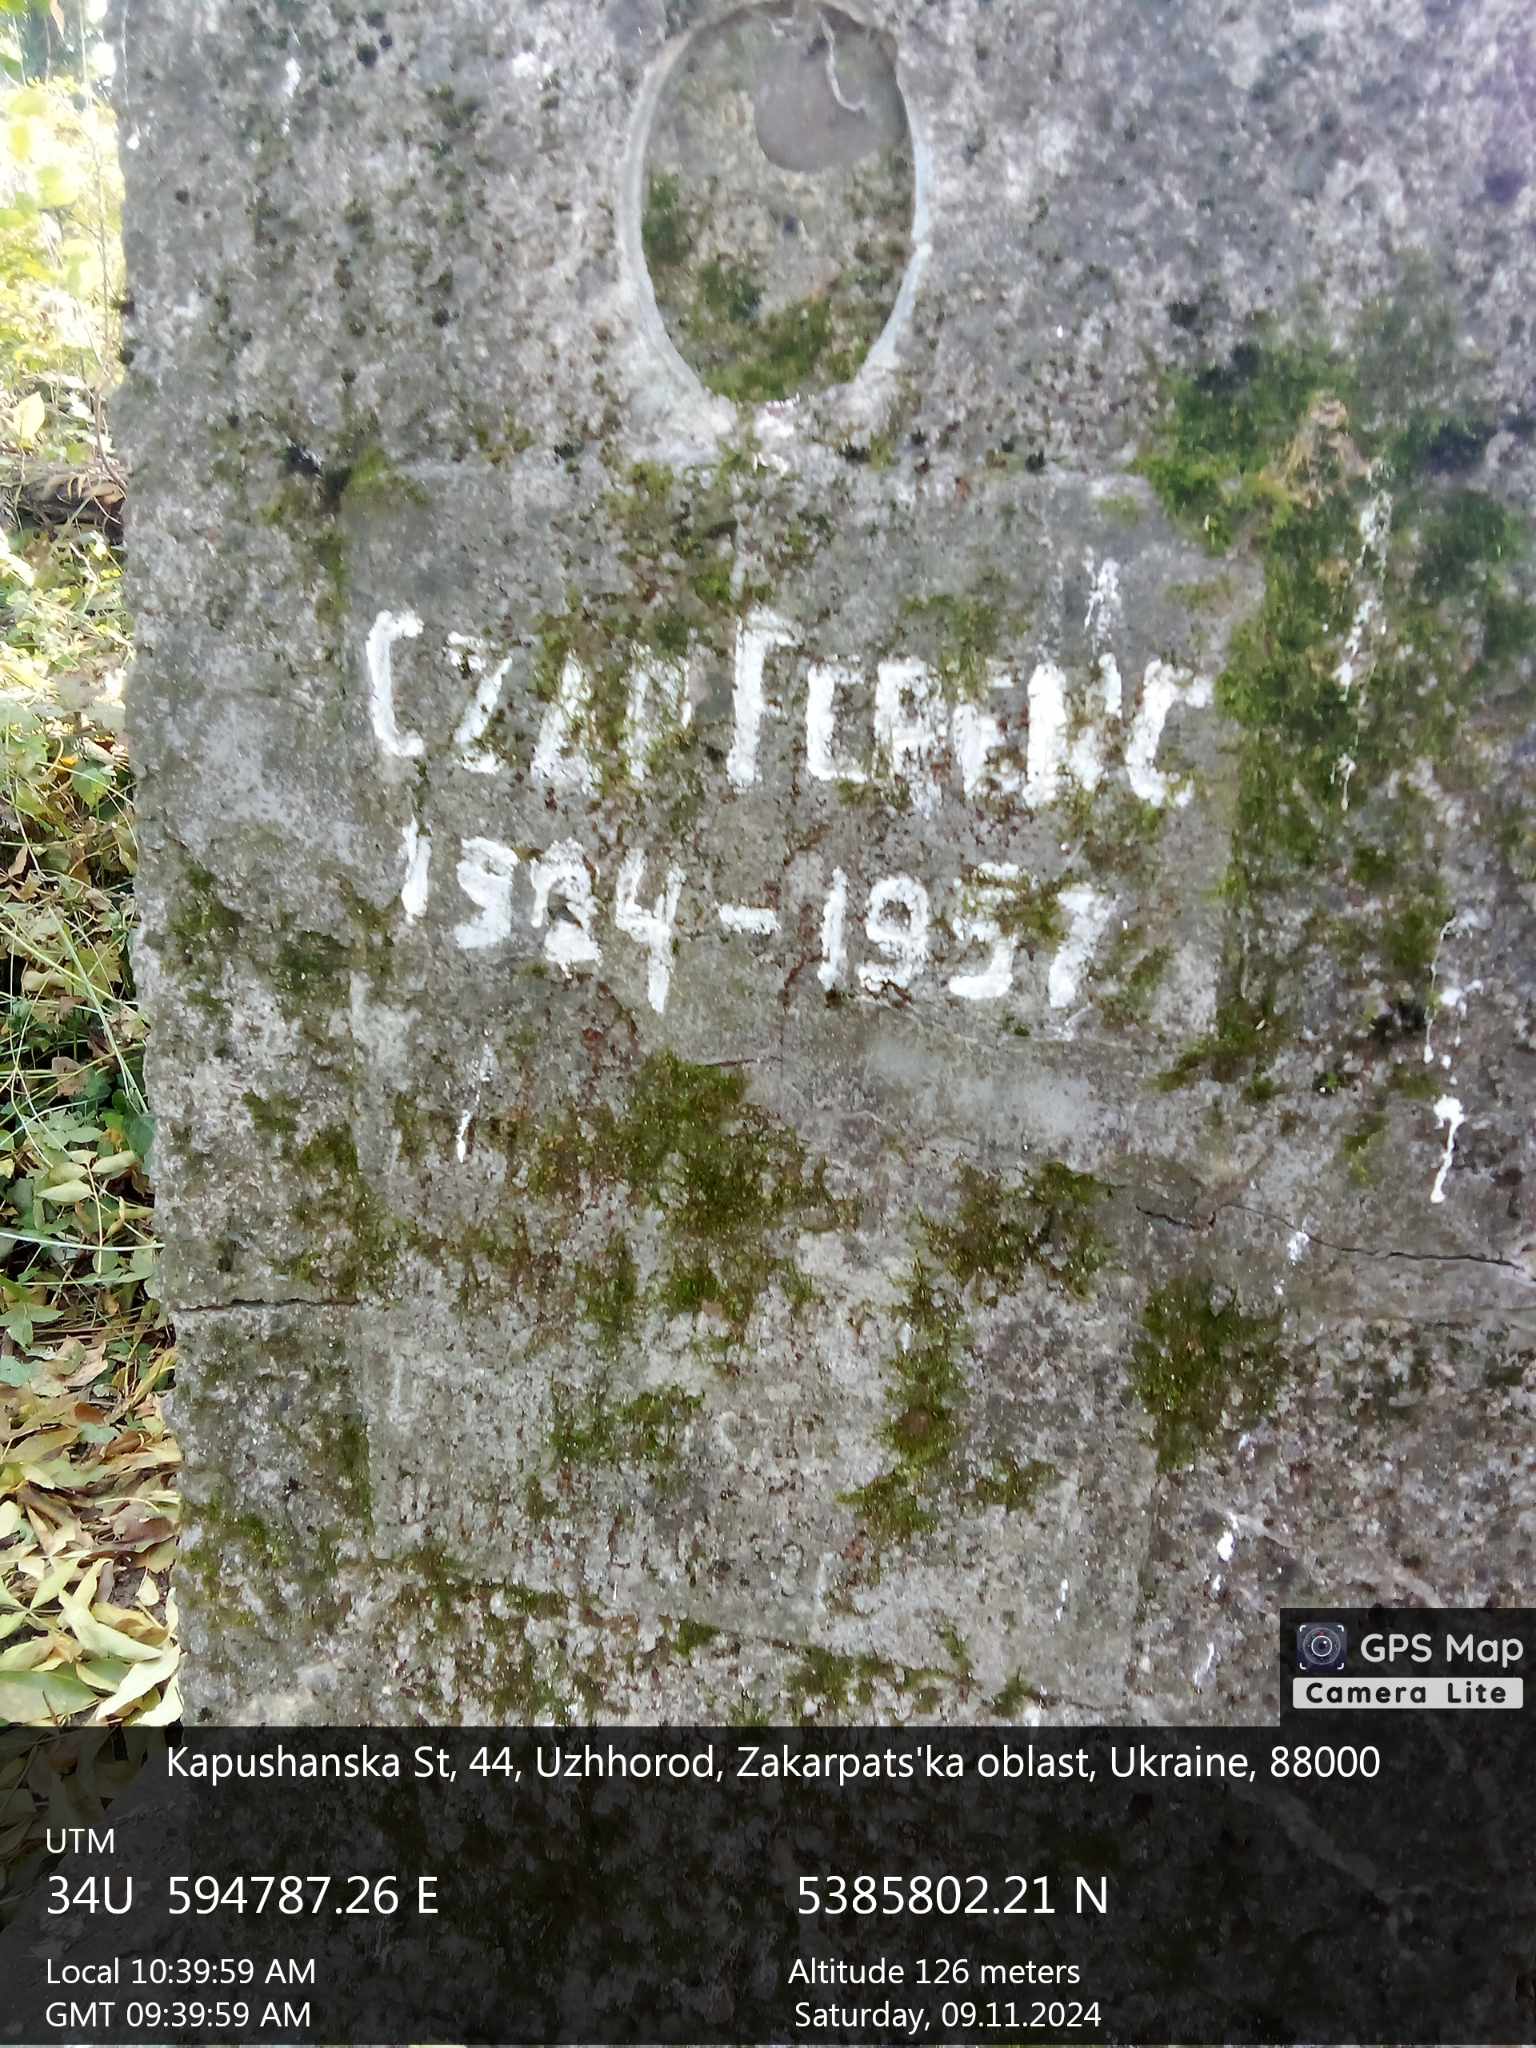 CZAP FERENC
1924-1957
GPS Map
Camera Lite
Kapushanska St, 44, Uzhhorod, Zakarpats'ka oblast, Ukraine, 88000
UTM
34U 594787.26 E 5385802.21 N
Local 10:39:59 AM Altitude 126 meters
GMT 09:39:59 AM Saturday, 09.11.2024